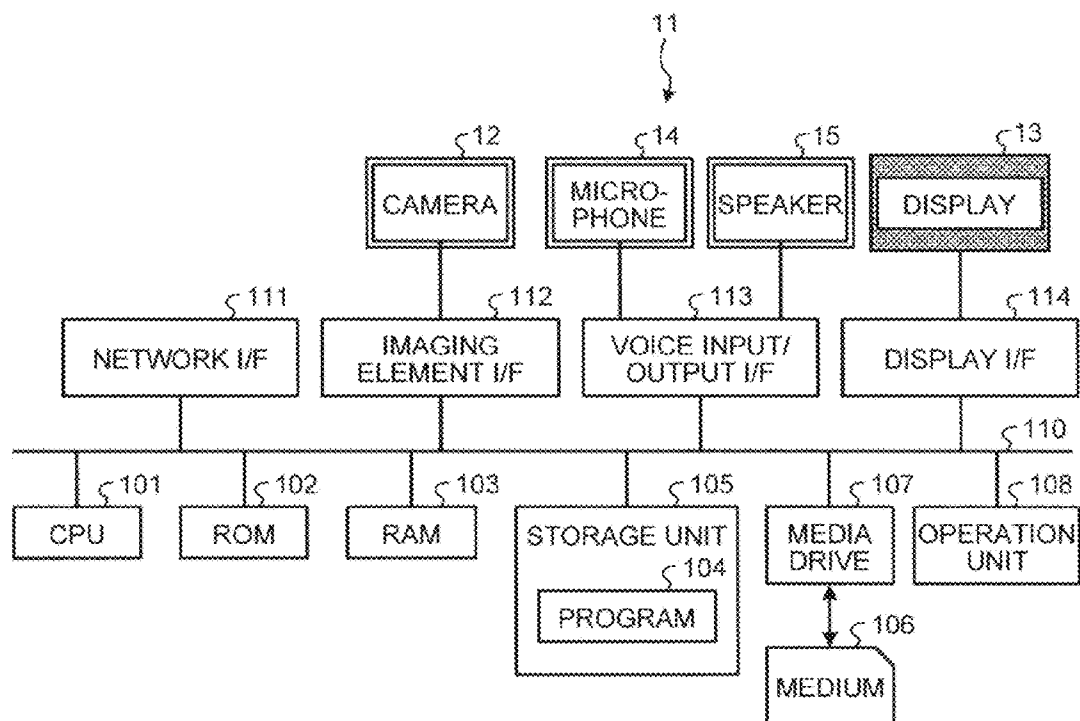 11
12
14
15
13
CAMERA
MICRO-
PHONE
SPEAKER
DISPLAY
111
112
113
114
NETWORK I/F
IMAGING
ELEMENT I/F
VOICE INPUT/
OUTPUT I/F
DISPLAY I/F
110
101
102
103
105
107
108
CPU
ROM
RAM
STORAGE UNIT
MEDIA
DRIVE
OPERATION
UNIT
104
PROGRAM
106
MEDIUM